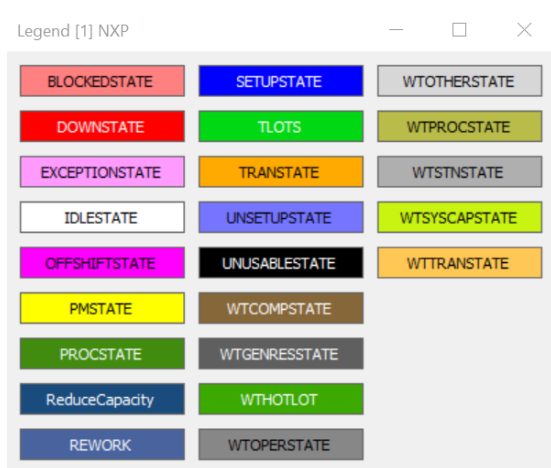 Legend [1] NXP
BLOCKEDSTATE
DOWNSTATE
EXCEPTIONSTATE
IDLESTATE
OFFSHIFTSTATE
PMSTATE
PROCSTATE
ReduceCapacity
REWORK
SETUPSTATE
TLOTS
TRANSTATE
UNSETUPSTATE
UNUSABLESTATE
WTCOMPSTATE
WTGENRESSTATE
WTHOTLOT
WTOPERSTATE
WTOTHERSTATE
WTPROCSTATE
WTSTNSTATE
WTSYSCAPSTATE
WTTRANSTATE